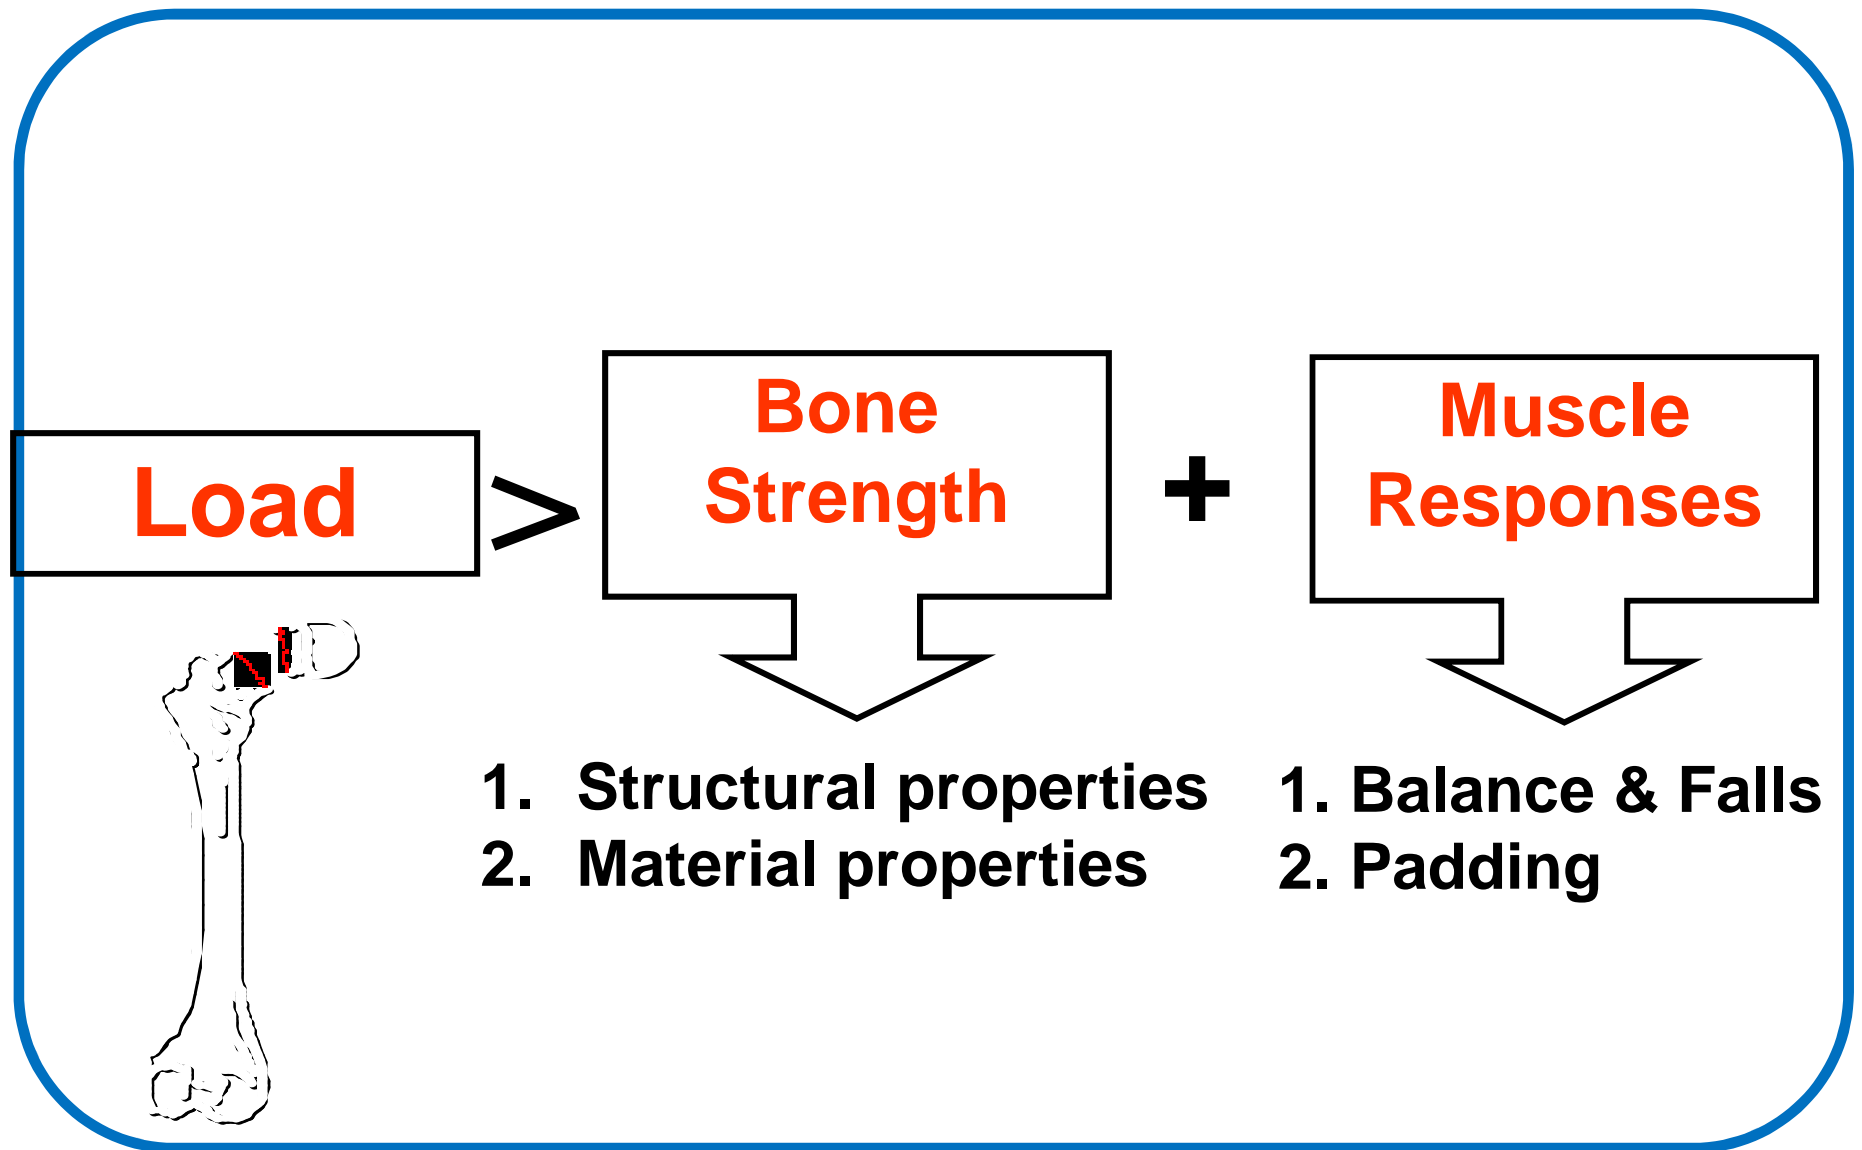 Load
>
Bone
Strength
+
Muscle
Responses
1. Structural properties
2. Material properties
1. Balance & Falls
2. Padding